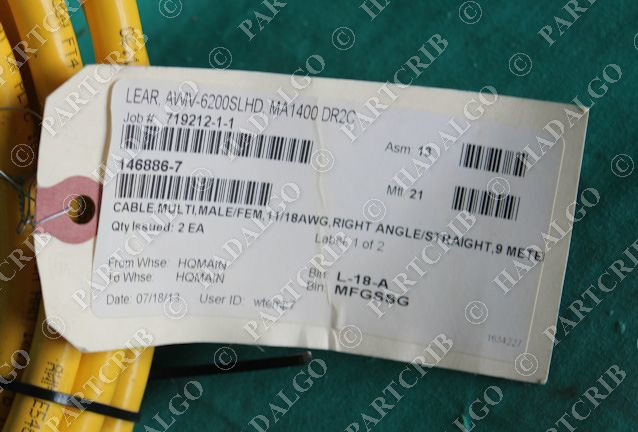 LEAR, AWIV-6200SLHD, MA1400 DR2C
Job #: 719212-1-1
Asm: 13
146886-7
Mtl: 21
CABLE,MULTI,MALE/FEM,11/18AWG,RIGHT ANGLE/STRAIGHT,9 METE
Qty Issued: 2 EA
Label: 1 of 2
From Whse: HQMAIN
Bin: L-18-A
To Whse: HQMAIN
Bin: MFGSSG
Date: 07/18/13 User ID:
1634227
PARTCRIB
HADALGO